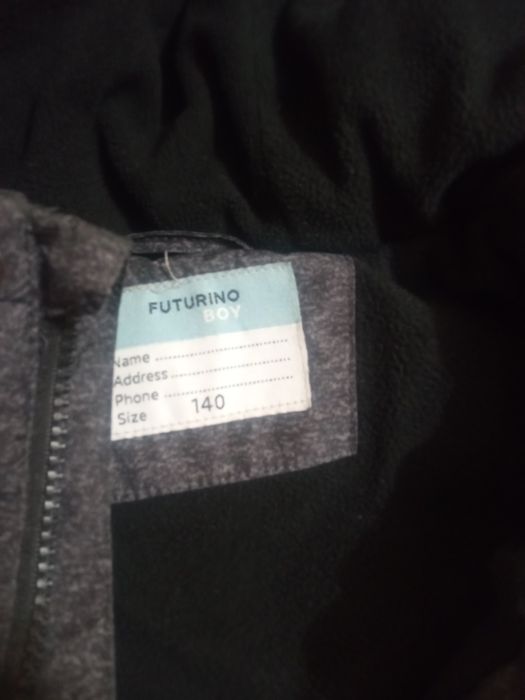 FUTURINO
BOY
Name
Address
Phone
Size 140